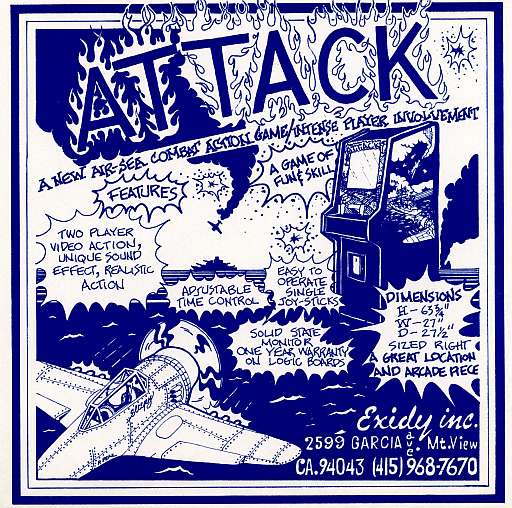 ATTACK
A NEW AIR-SEA COMBAT ACTION GAME/INTENSE PLAYER INVOLVEMENT
FEATURES
A GAME OF
FUN & SKILL
TWO PLAYER
VIDEO ACTION,
UNIQUE SOUND
EFFECT, REALISTIC
ACTION
ADJUSTABLE
TIME CONTROL
EASY TO
OPERATE
SINGLE
JOY-STICKS
DIMENSIONS
H-63¾"
W-27"
D-27½"
SIZED RIGHT
A GREAT LOCATION
AND ARCADE PIECE
SOLID STATE
MONITOR
ONE YEAR WARRANTY
ON LOGIC BOARDS
Exidy inc.
2599 GARCIA ave. Mt. View
CA. 94043 (415) 968-7670